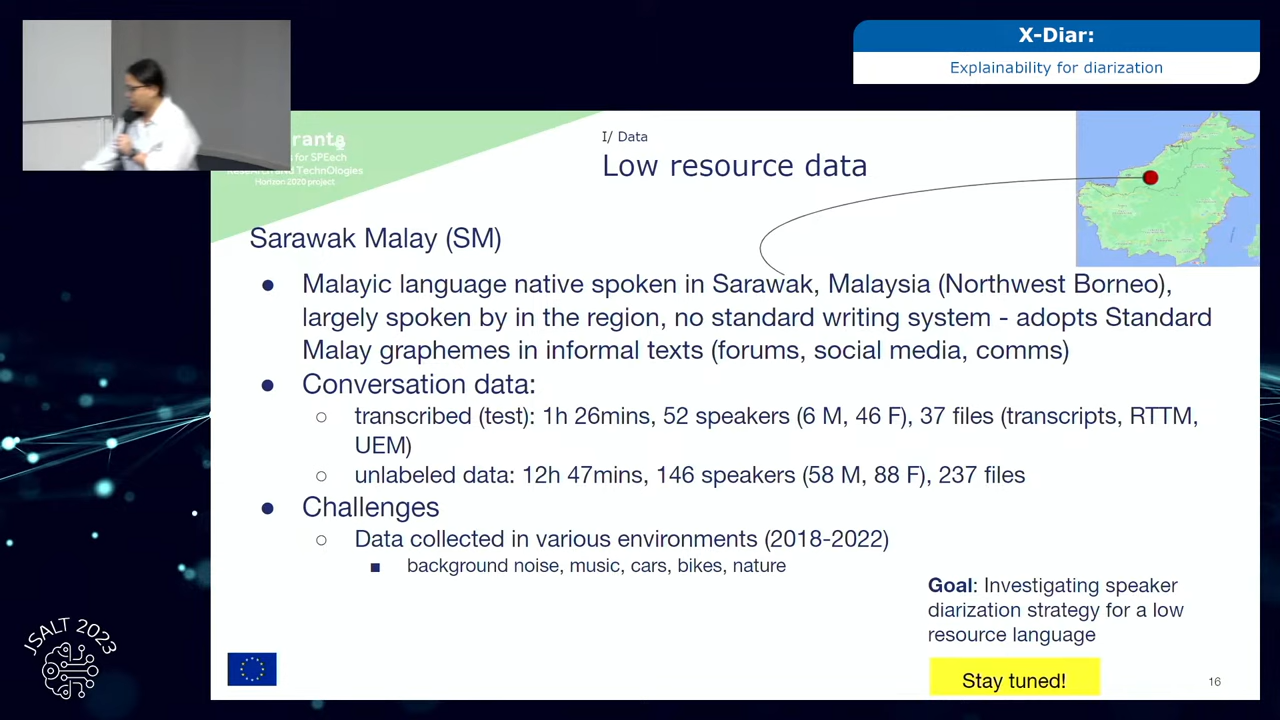 X-Diar:
Explainability for diarization
for SPEech
TechnOlogies
Horizon 2020 project
I/ Data
Low resource data
Sarawak Malay (SM)
● Malayic language native spoken in Sarawak, Malaysia (Northwest Borneo),
largely spoken by in the region, no standard writing system - adopts Standard
Malay graphemes in informal texts (forums, social media, comms)
● Conversation data:
○ transcribed (test): 1h 26mins, 52 speakers (6 M, 46 F), 37 files (transcripts, RTTM,
UEM)
○ unlabeled data: 12h 47mins, 146 speakers (58 M, 88 F), 237 files
● Challenges
○ Data collected in various environments (2018-2022)
■ background noise, music, cars, bikes, nature
Goal: Investigating speaker
diarization strategy for a low
resource language
Stay tuned!
16
JSALT 2023